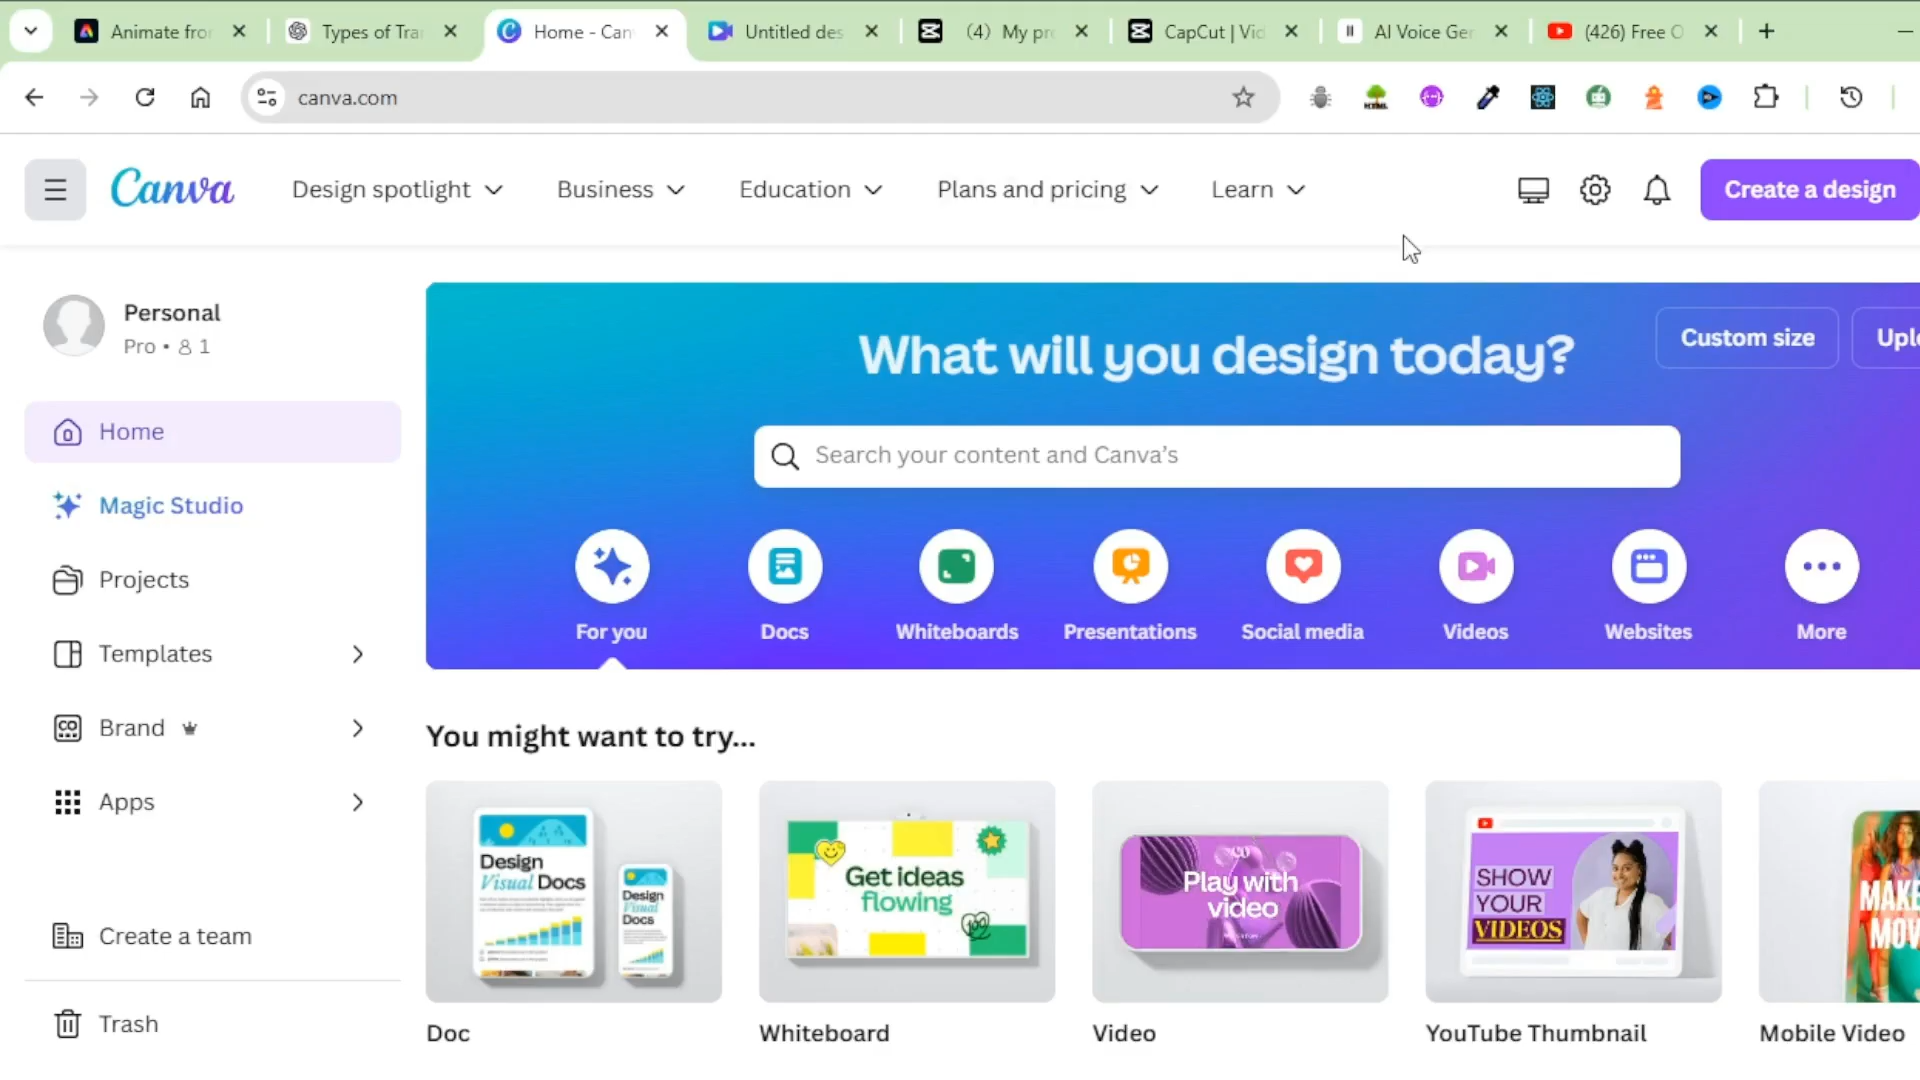 Animate fro
Types of Tra
Home - Can
Untitled des
(4) My pr
CapCut | Vid
AI Voice Ger
(426) Free O
canva.com
Canva
Design spotlight
Business
Education
Plans and pricing
Learn
Create a design
Personal
Pro • 1
Home
Magic Studio
Projects
Templates
Brand
Apps
Create a team
Trash
What will you design today?
Custom size
Uplo
Search your content and Canva's
For you
Docs
Whiteboards
Presentations
Social media
Videos
Websites
More
You might want to try...
Design
Visual Docs
Design
Visual
Docs
Get ideas
flowing
100
Play with
video
SHOW
YOUR
VIDEOS
MAKE
MOV
Doc
Whiteboard
Video
YouTube Thumbnail
Mobile Video